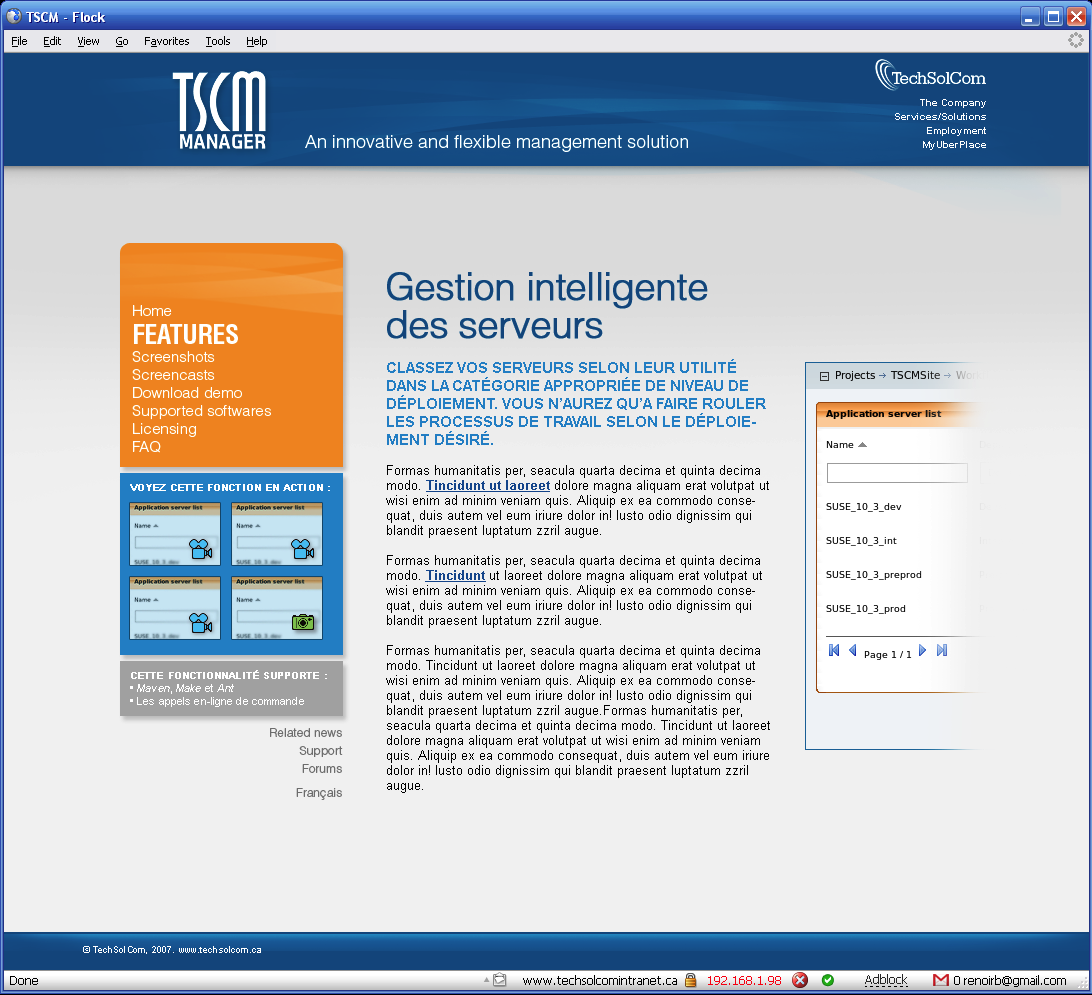 TSCM - Flock
File Edit View Go Favorites Tools Help
TSCM
MANAGER
An innovative and flexible management solution
TechSolCom
The Company
Services/Solutions
Employment
MyUberPlace
Home
FEATURES
Screenshots
Screencasts
Download demo
Supported softwares
Licensing
FAQ
VOYEZ CETTE FONCTION EN ACTION :
Application server list
Name
SUSE_10_3_dev
Application server list
Name
SUSE_10_3_dev
Application server list
Name
SUSE_10_3_dev
Application server list
Name
SUSE_10_3_dev
CETTE FONCTIONNALITÉ SUPPORTE :
• Maven, Make et Ant
• Les appels en-ligne de commande
Related news
Support
Forums
Français
Gestion intelligente
des serveurs
CLASSEZ VOS SERVEURS SELON LEUR UTILITÉ
DANS LA CATÉGORIE APPROPRIÉE DE NIVEAU DE
DÉPLOIEMENT. VOUS N'AUREZ QU'A FAIRE ROULER
LES PROCESSUS DE TRAVAIL SELON LE DÉPLOIE-
MENT DÉSIRÉ.
Formas humanitatis per, seacula quarta decima et quinta decima
modo. Tincidunt ut laoreet dolore magna aliquam erat volutpat ut
wisi enim ad minim veniam quis. Aliquip ex ea commodo conse-
quat, duis autem vel eum iriure dolor in! Iusto odio dignissim qui
blandit praesent luptatum zzril augue.
Formas humanitatis per, seacula quarta decima et quinta decima
modo. Tincidunt ut laoreet dolore magna aliquam erat volutpat ut
wisi enim ad minim veniam quis. Aliquip ex ea commodo conse-
quat, duis autem vel eum iriure dolor in! Iusto odio dignissim qui
blandit praesent luptatum zzril augue.
Formas humanitatis per, seacula quarta decima et quinta decima
modo. Tincidunt ut laoreet dolore magna aliquam erat volutpat ut
wisi enim ad minim veniam quis. Aliquip ex ea commodo conse-
quat, duis autem vel eum iriure dolor in! Iusto odio dignissim qui
blandit praesent luptatum zzril augue.Formas humanitatis per,
seacula quarta decima et quinta decima modo. Tincidunt ut laoreet
dolore magna aliquam erat volutpat ut wisi enim ad minim veniam
quis. Aliquip ex ea commodo consequat, duis autem vel eum iriure
dolor in! Iusto odio dignissim qui blandit praesent luptatum zzril
augue.
Projects → TSCMSite →
Application server list
Name
SUSE_10_3_dev
SUSE_10_3_int
SUSE_10_3_preprod
SUSE_10_3_prod
Page 1 / 1
© TechSolCom, 2007. www.techsolcom.ca
Done www.techsolcomintranet.ca 192.168.1.98 Adblock 0 renoirb@gmail.com